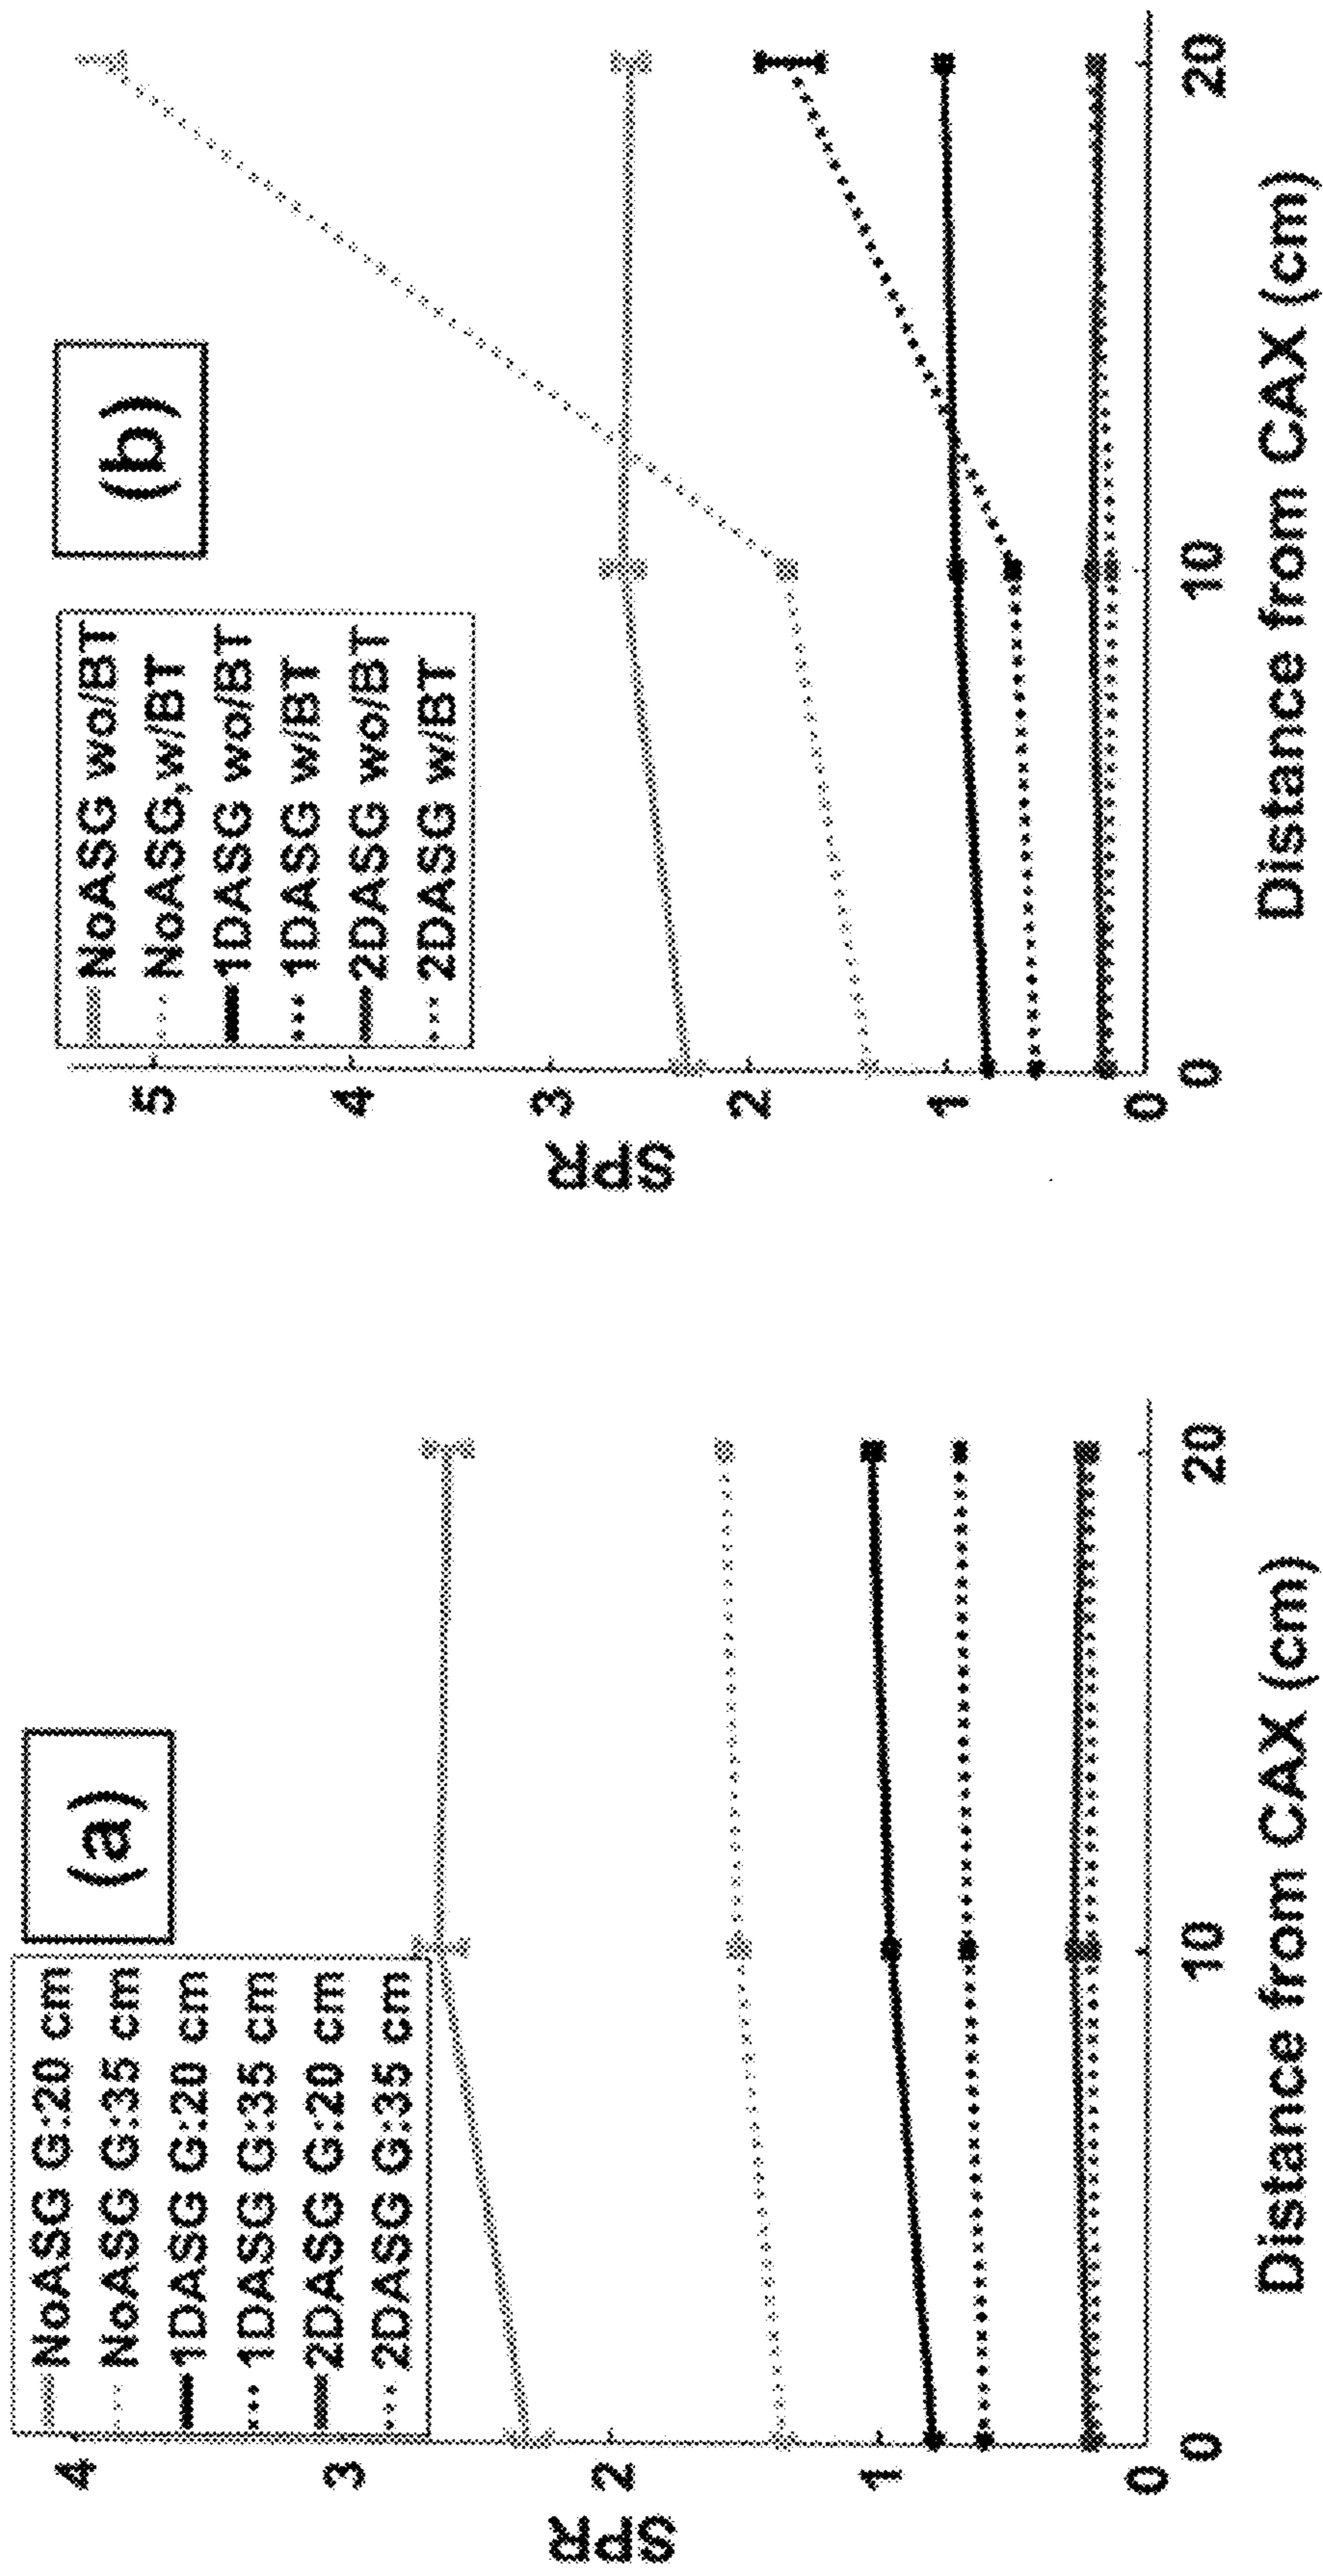 (a)
NoASG G:20 cm
NoASG G:35 cm
1DASG G:20 cm
1DASG G:35 cm
2DASG G:20 cm
2DASG G:35 cm
4
3
2
1
0
SPR
0
10
20
Distance from CAX (cm)
(b)
NoASG wo/BT
NoASG,w/BT
1DASG wo/BT
1DASG w/BT
2DASG wo/BT
2DASG w/BT
5
4
3
2
1
0
SPR
0
10
20
Distance from CAX (cm)